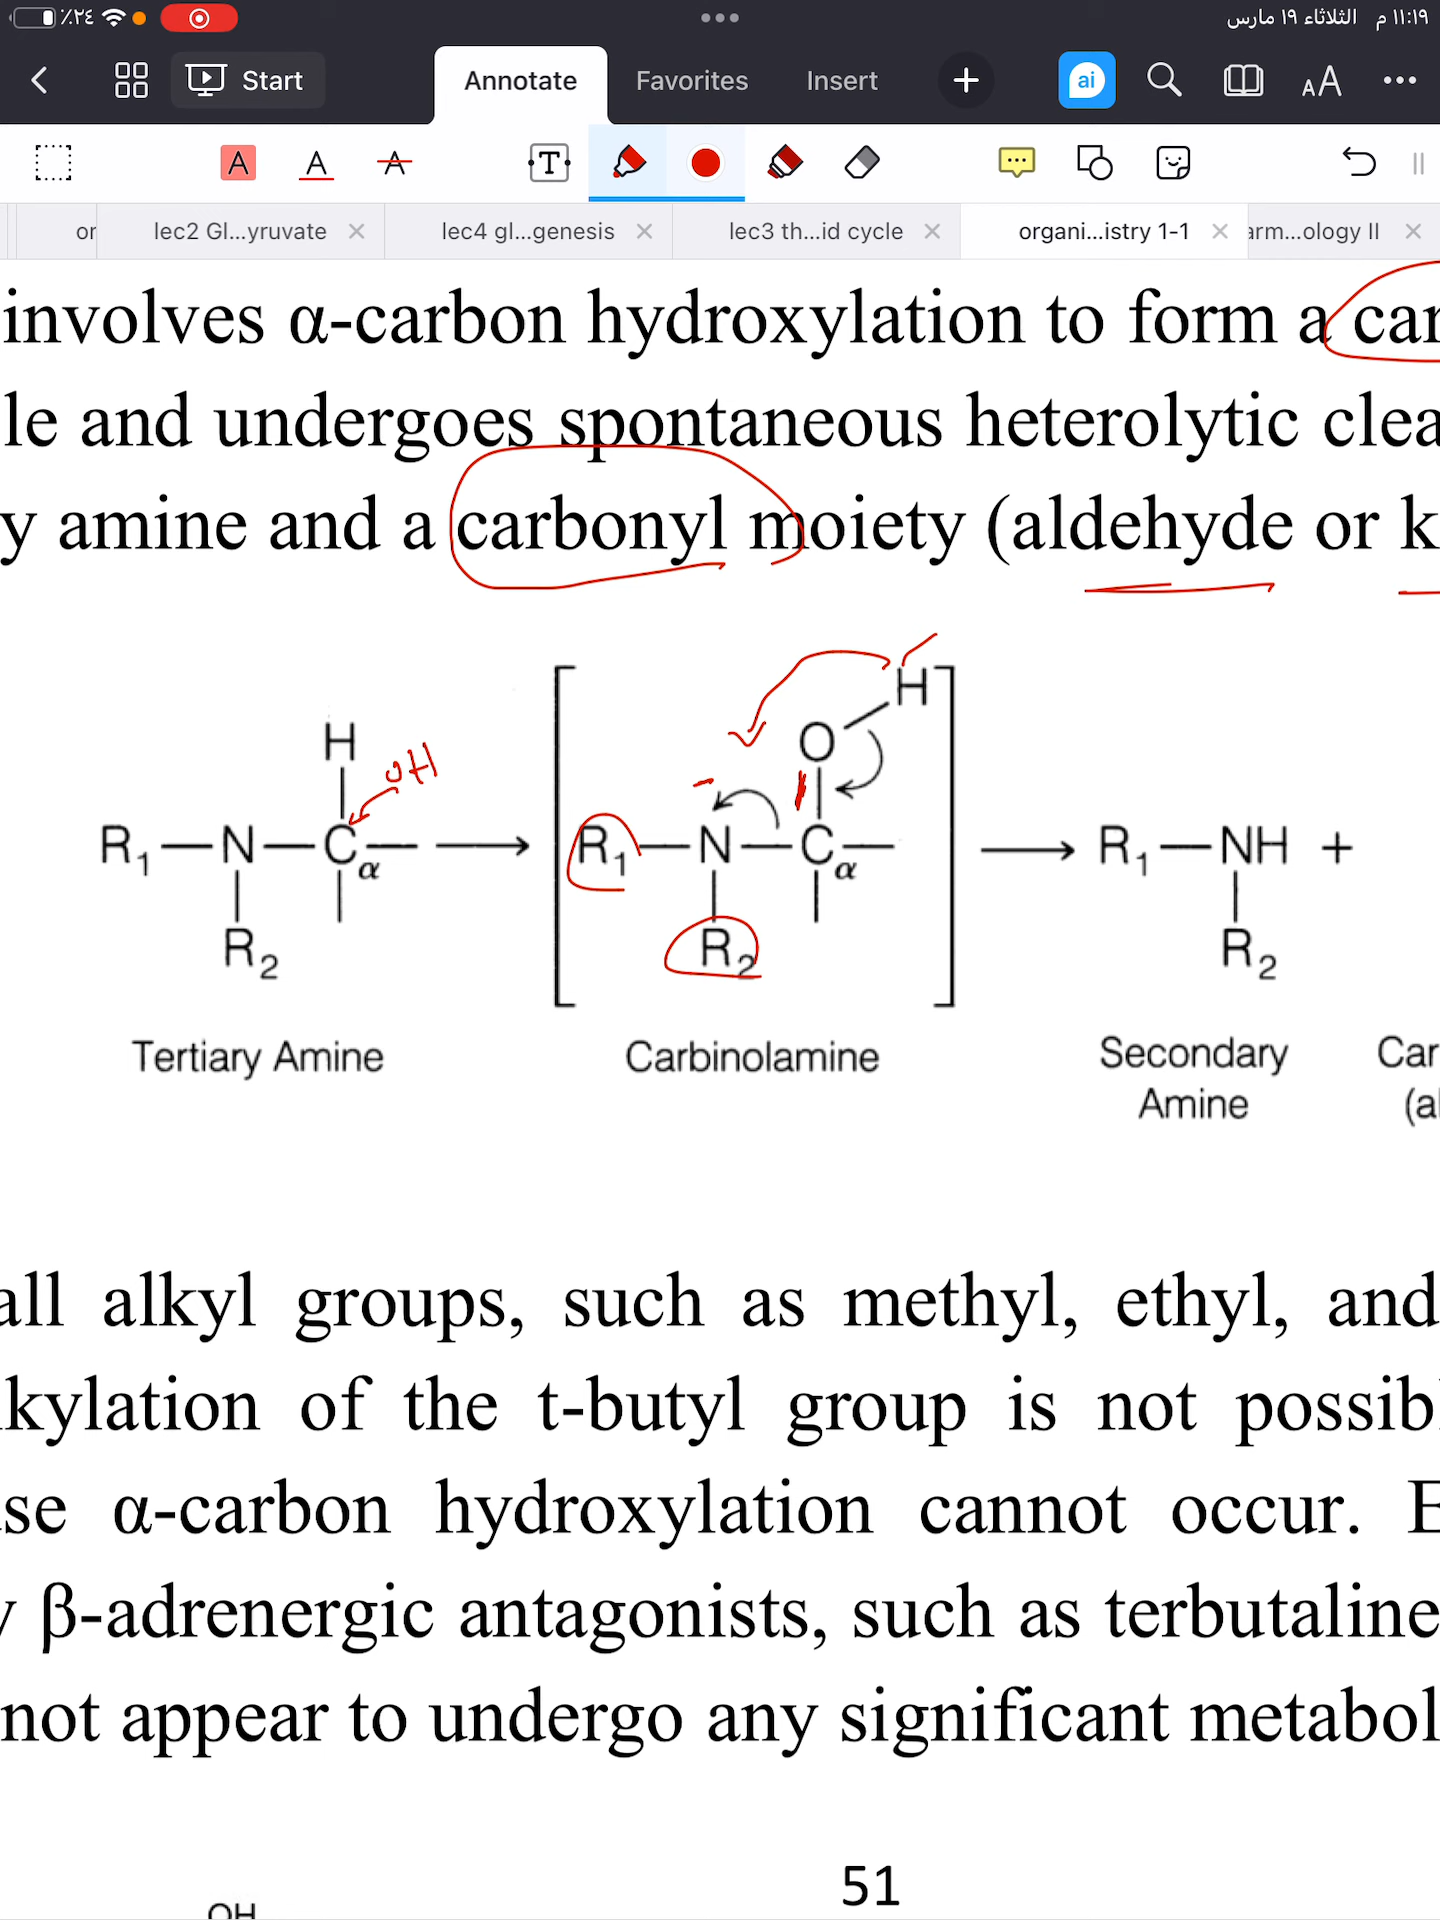 ٪٢٤ الثلاثاء ١٩ مارس ١١:١٩ م
Start Annotate Favorites Insert ai AA
A A A T
or lec2 Gl...yruvate lec4 gl...genesis lec3 th...id cycle organi...istry 1-1 arm...ology II
involves α-carbon hydroxylation to form a car
le and undergoes spontaneous heterolytic clea
y amine and a carbonyl moiety (aldehyde or k
H
O
H OH
R1—N—Cα— R1—N—Cα— R1—NH +
R2 R2 R2
Tertiary Amine Carbinolamine Secondary Amine Car
(al
all alkyl groups, such as methyl, ethyl, and
lkylation of the t-butyl group is not possib
se α-carbon hydroxylation cannot occur. E
y β-adrenergic antagonists, such as terbutaline
not appear to undergo any significant metabol
51
OH